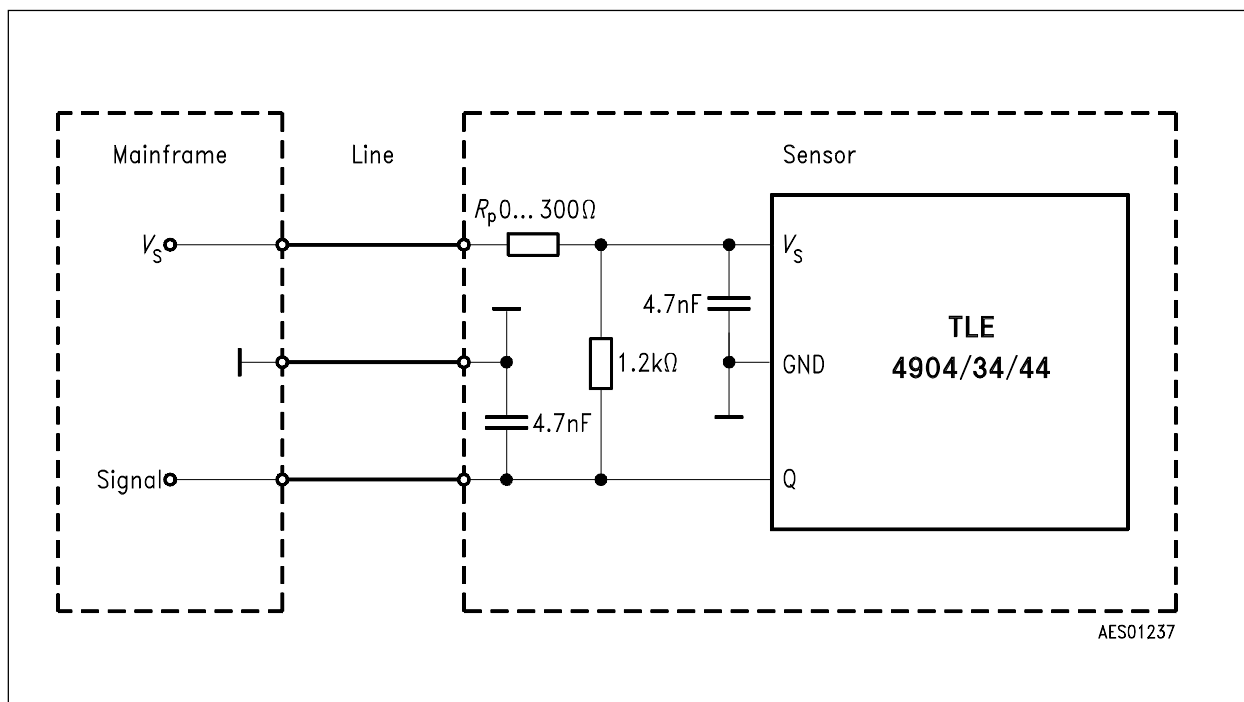 Mainframe
Line
Sensor
Rp 0... 300Ω
VS
VS
4.7nF
TLE
4904/34/44
1.2kΩ
GND
4.7nF
Signal
Q
AES01237